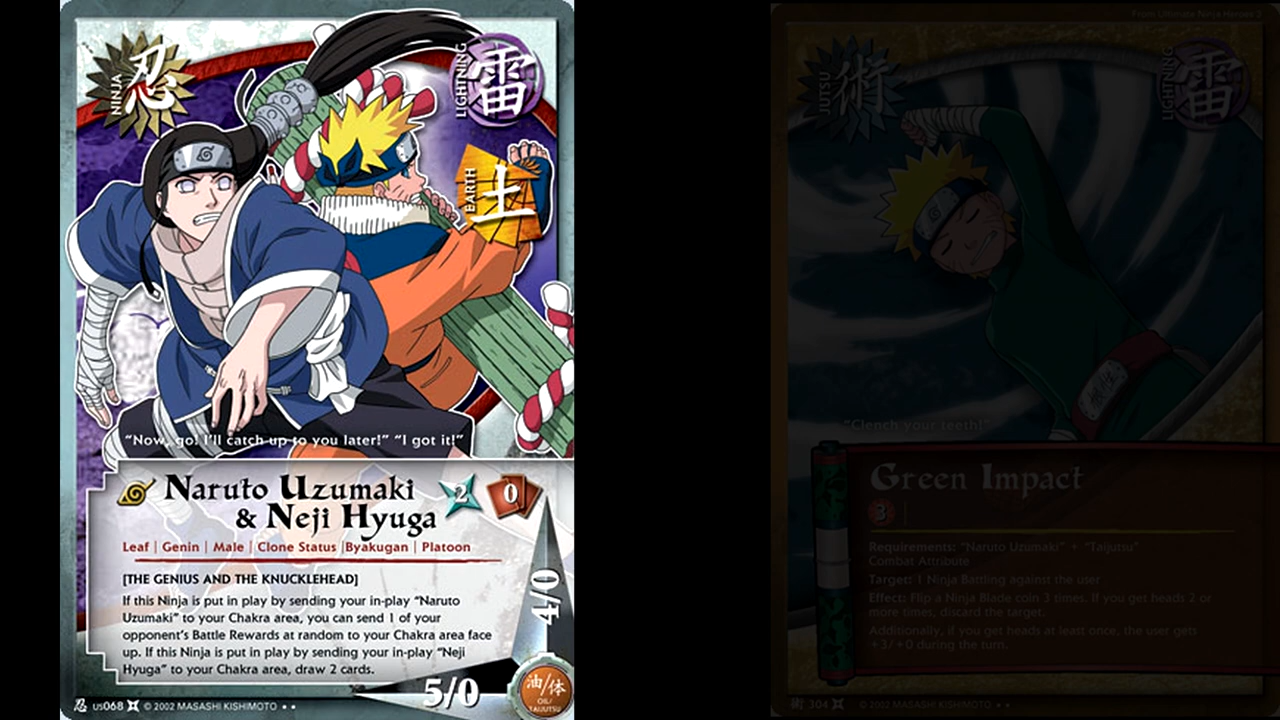 忍
NINJA
雷
LIGHTNING
土
EARTH
"Now, go! I'll catch up to you later!" "I got it!"
Naruto Uzumaki
& Neji Hyuga
2
0
Leaf | Genin | Male | Clone Status |Byakugan | Platoon
[THE GENIUS AND THE KNUCKLEHEAD]
If this Ninja is put in play by sending your in-play "Naruto
Uzumaki" to your Chakra area, you can send 1 of your
opponent's Battle Rewards at random to your Chakra area face
up. If this Ninja is put in play by sending your in-play "Neji
Hyuga" to your Chakra area, draw 2 cards.
4/0
5/0
油/体
OIL/
TAIJUTSU
忍 US068 © 2002 MASASHI KISHIMOTO
From Ultimate Ninja Heroes 2
術
JUTSU
雷
LIGHTNING
"Clench your teeth!"
Green Impact
3
Requirements: "Naruto Uzumaki" + "Taijutsu"
Combat Attribute
Target: 1 Ninja Battling against the user
Effect: Flip a Ninja Blade coin 3 times. If you get heads 2 or
more times, discard the target.
Additionally, if you get heads at least once, the user gets
+3/+0 during the turn.
術 304 © 2002 MASASHI KISHIMOTO